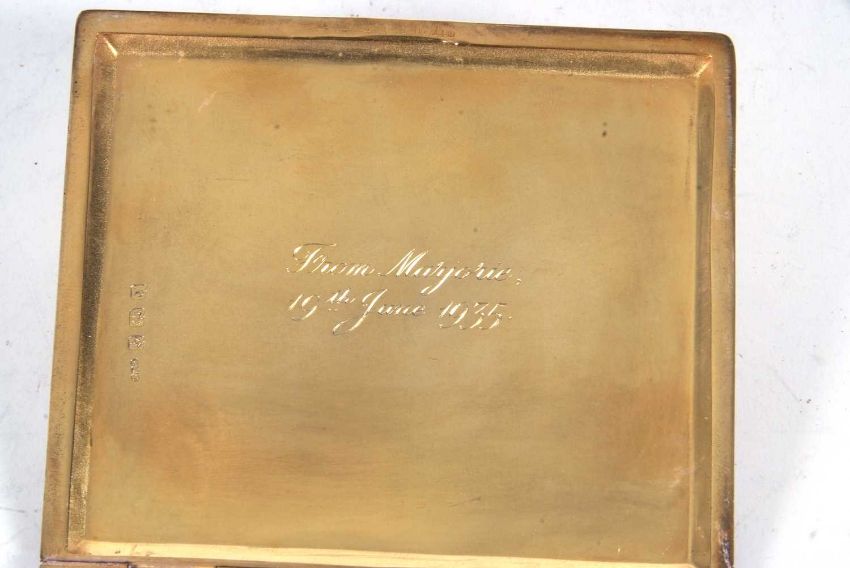 From Marjorie,
19th June 1935.